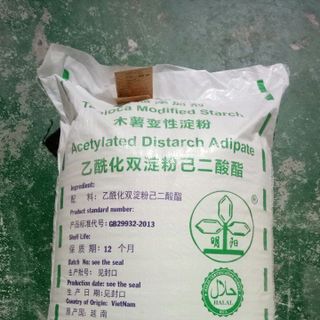 Tapioca Modified Starch
木薯变性淀粉
Acetylated Distarch Adipate
乙酰化双淀粉己二酸酯
Ingredient:
配 料: 乙酰化双淀粉己二酸酯
Product standard number:
产品标准代号: GB29932-2013
Shelf Life:
保 质 期: 12 个月
Batch No: see the seal
生产批号: 见封口
Production date: see the seal
生 产 日 期: 见封口
Country of Origin: VietNam
原产国: 越 南
明阳
HALAL